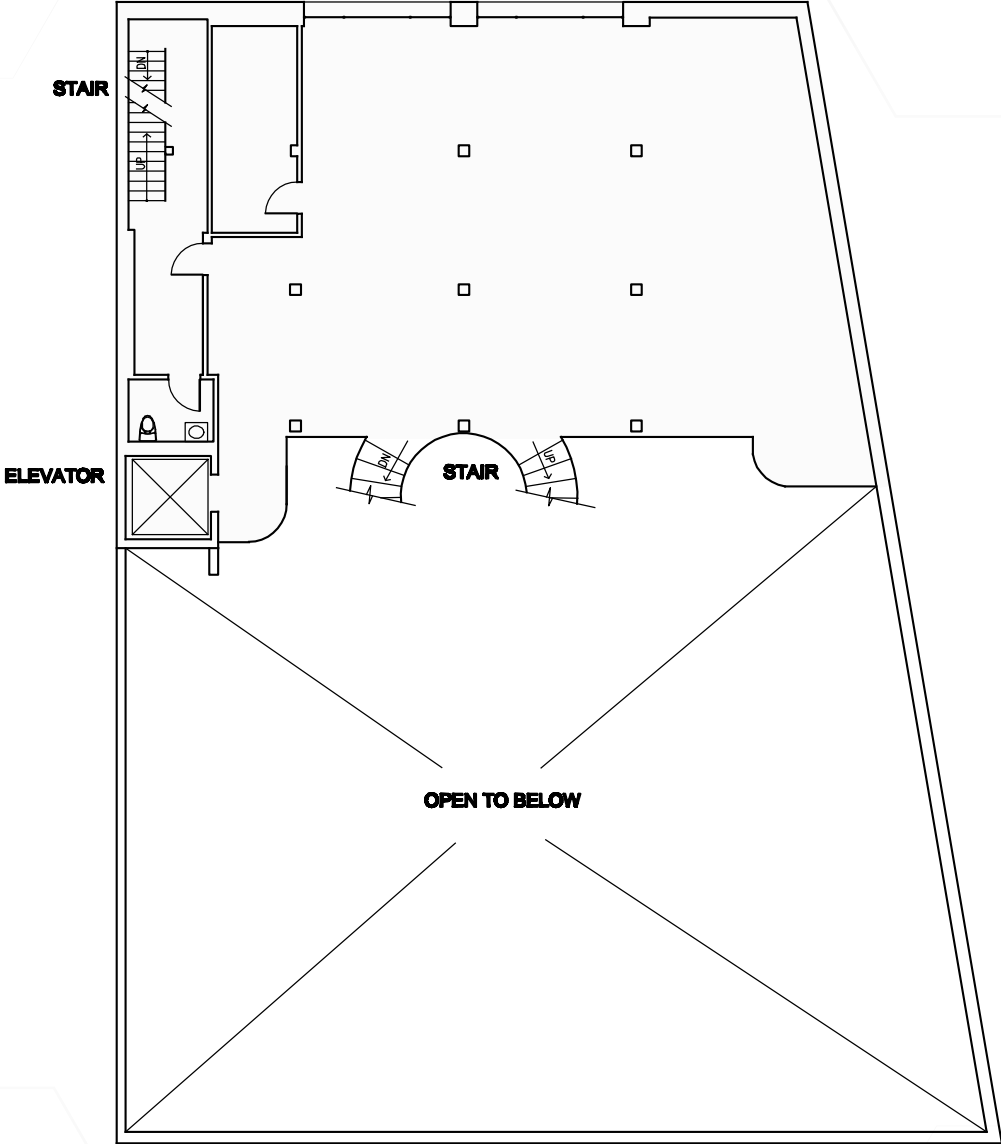 DN
STAIR
UP
DN
UP
STAIR
ELEVATOR
OPEN TO BELOW